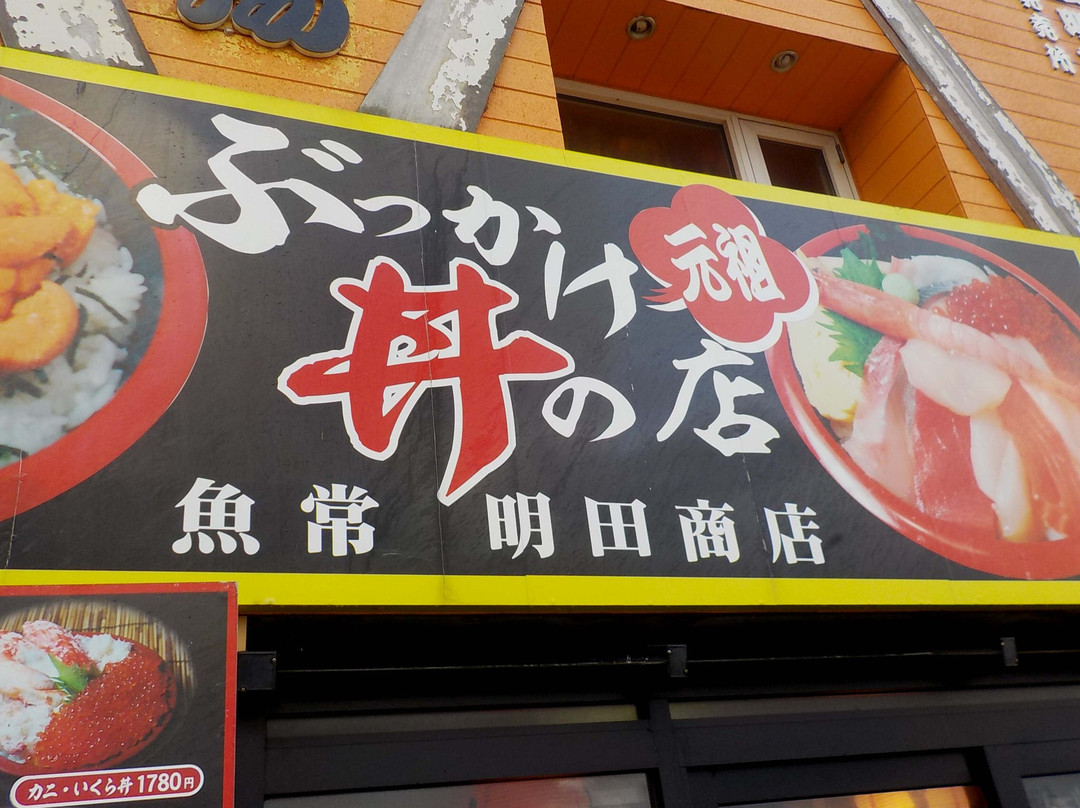 ぶっかけ
元祖
丼の店
魚常 明田商店
カニ・いくら丼1780円